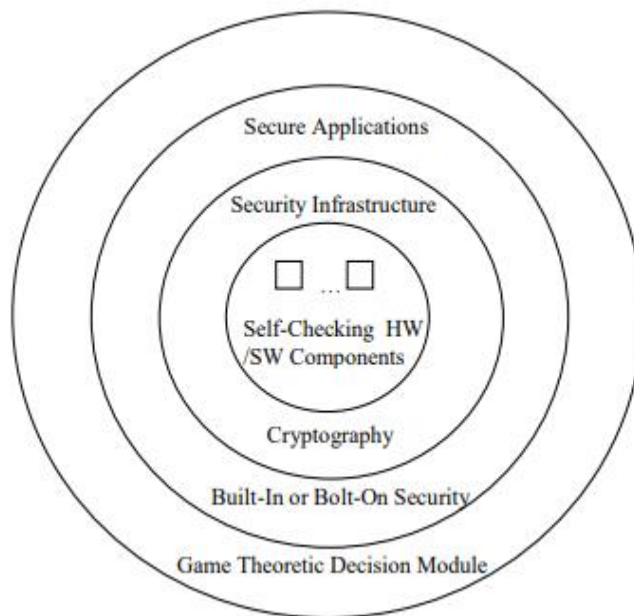 Secure Applications
Security Infrastructure
...
Self-Checking HW
/SW Components
Cryptography
Built-In or Bolt-On Security
Game Theoretic Decision Module